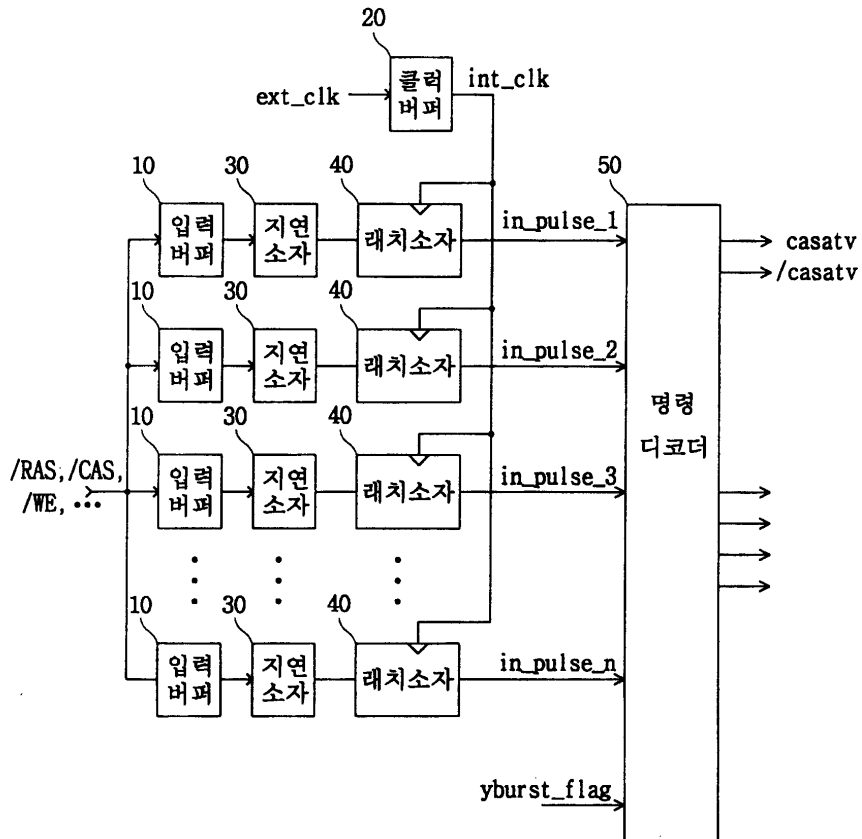 20
클럭
버퍼
ext_clk
int_clk
10
30
40
50
입력
버퍼
지연
소자
래치소자
in_pulse_1
casatv
/casatv
10
30
40
입력
버퍼
지연
소자
래치소자
in_pulse_2
명령
디코더
10
30
40
/RAS,/CAS,
/WE, •••
입력
버퍼
지연
소자
래치소자
in_pulse_3
10
30
40
입력
버퍼
지연
소자
래치소자
in_pulse_n
yburst_flag